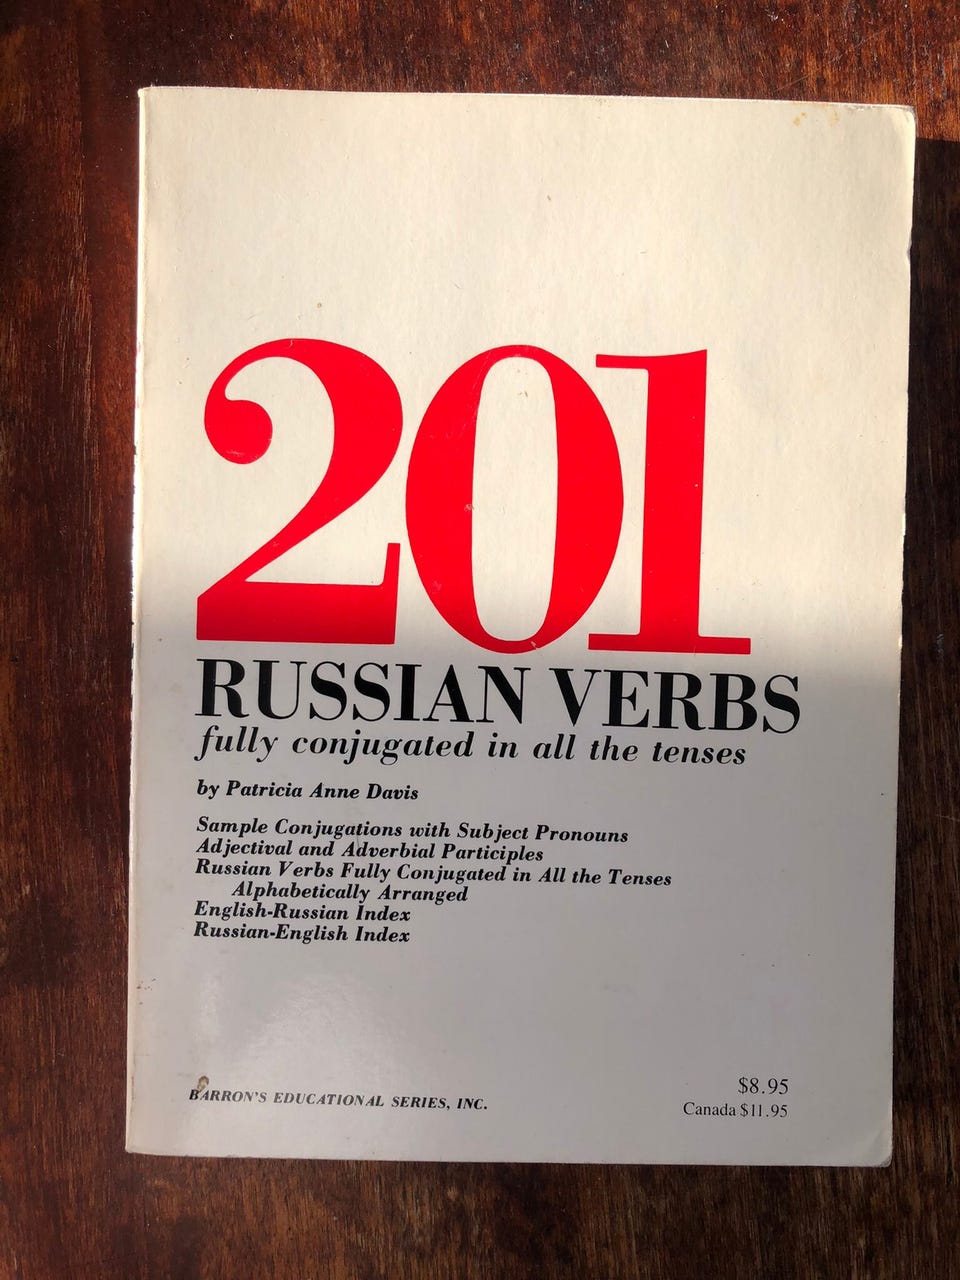 201
RUSSIAN VERBS
fully conjugated in all the tenses
by Patricia Anne Davis
Sample Conjugations with Subject Pronouns
Adjectival and Adverbial Participles
Russian Verbs Fully Conjugated in All the Tenses
Alphabetically Arranged
English-Russian Index
Russian-English Index
BARRON'S EDUCATIONAL SERIES, INC.
$8.95
Canada $11.95